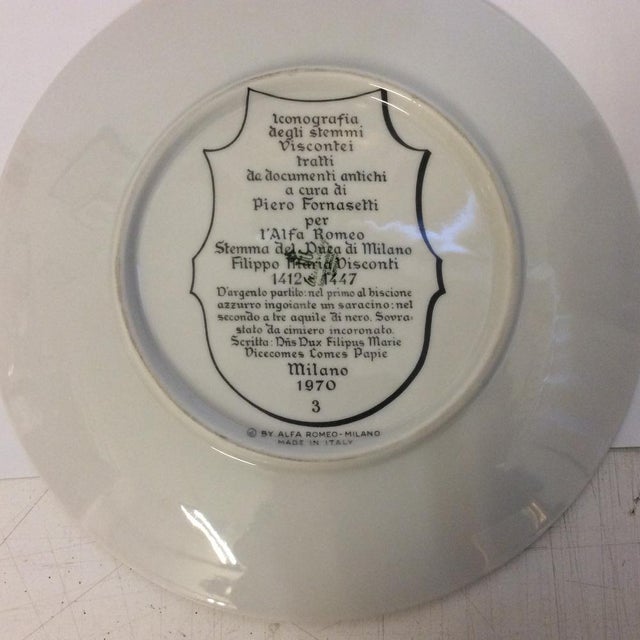 Iconografia
degli stemmi
Viscontei
tratti
da documenti antichi
a cura di
Piero Fornasetti
per
l'Alfa Romeo
Stemma del Duca di Milano
Filippo Maria Visconti
1412 1447
D'argento partito: nel primo al biscione
azzurro ingoiante un saracino: nel
secondo a tre aquile di nero. Sovra-
stato da cimiero incoronato.
Scritta: Dñs Dux Filipus Marie
Vicecomes Comes Papie
Milano
1970
3
© BY ALFA ROMEO-MILANO
MADE IN ITALY